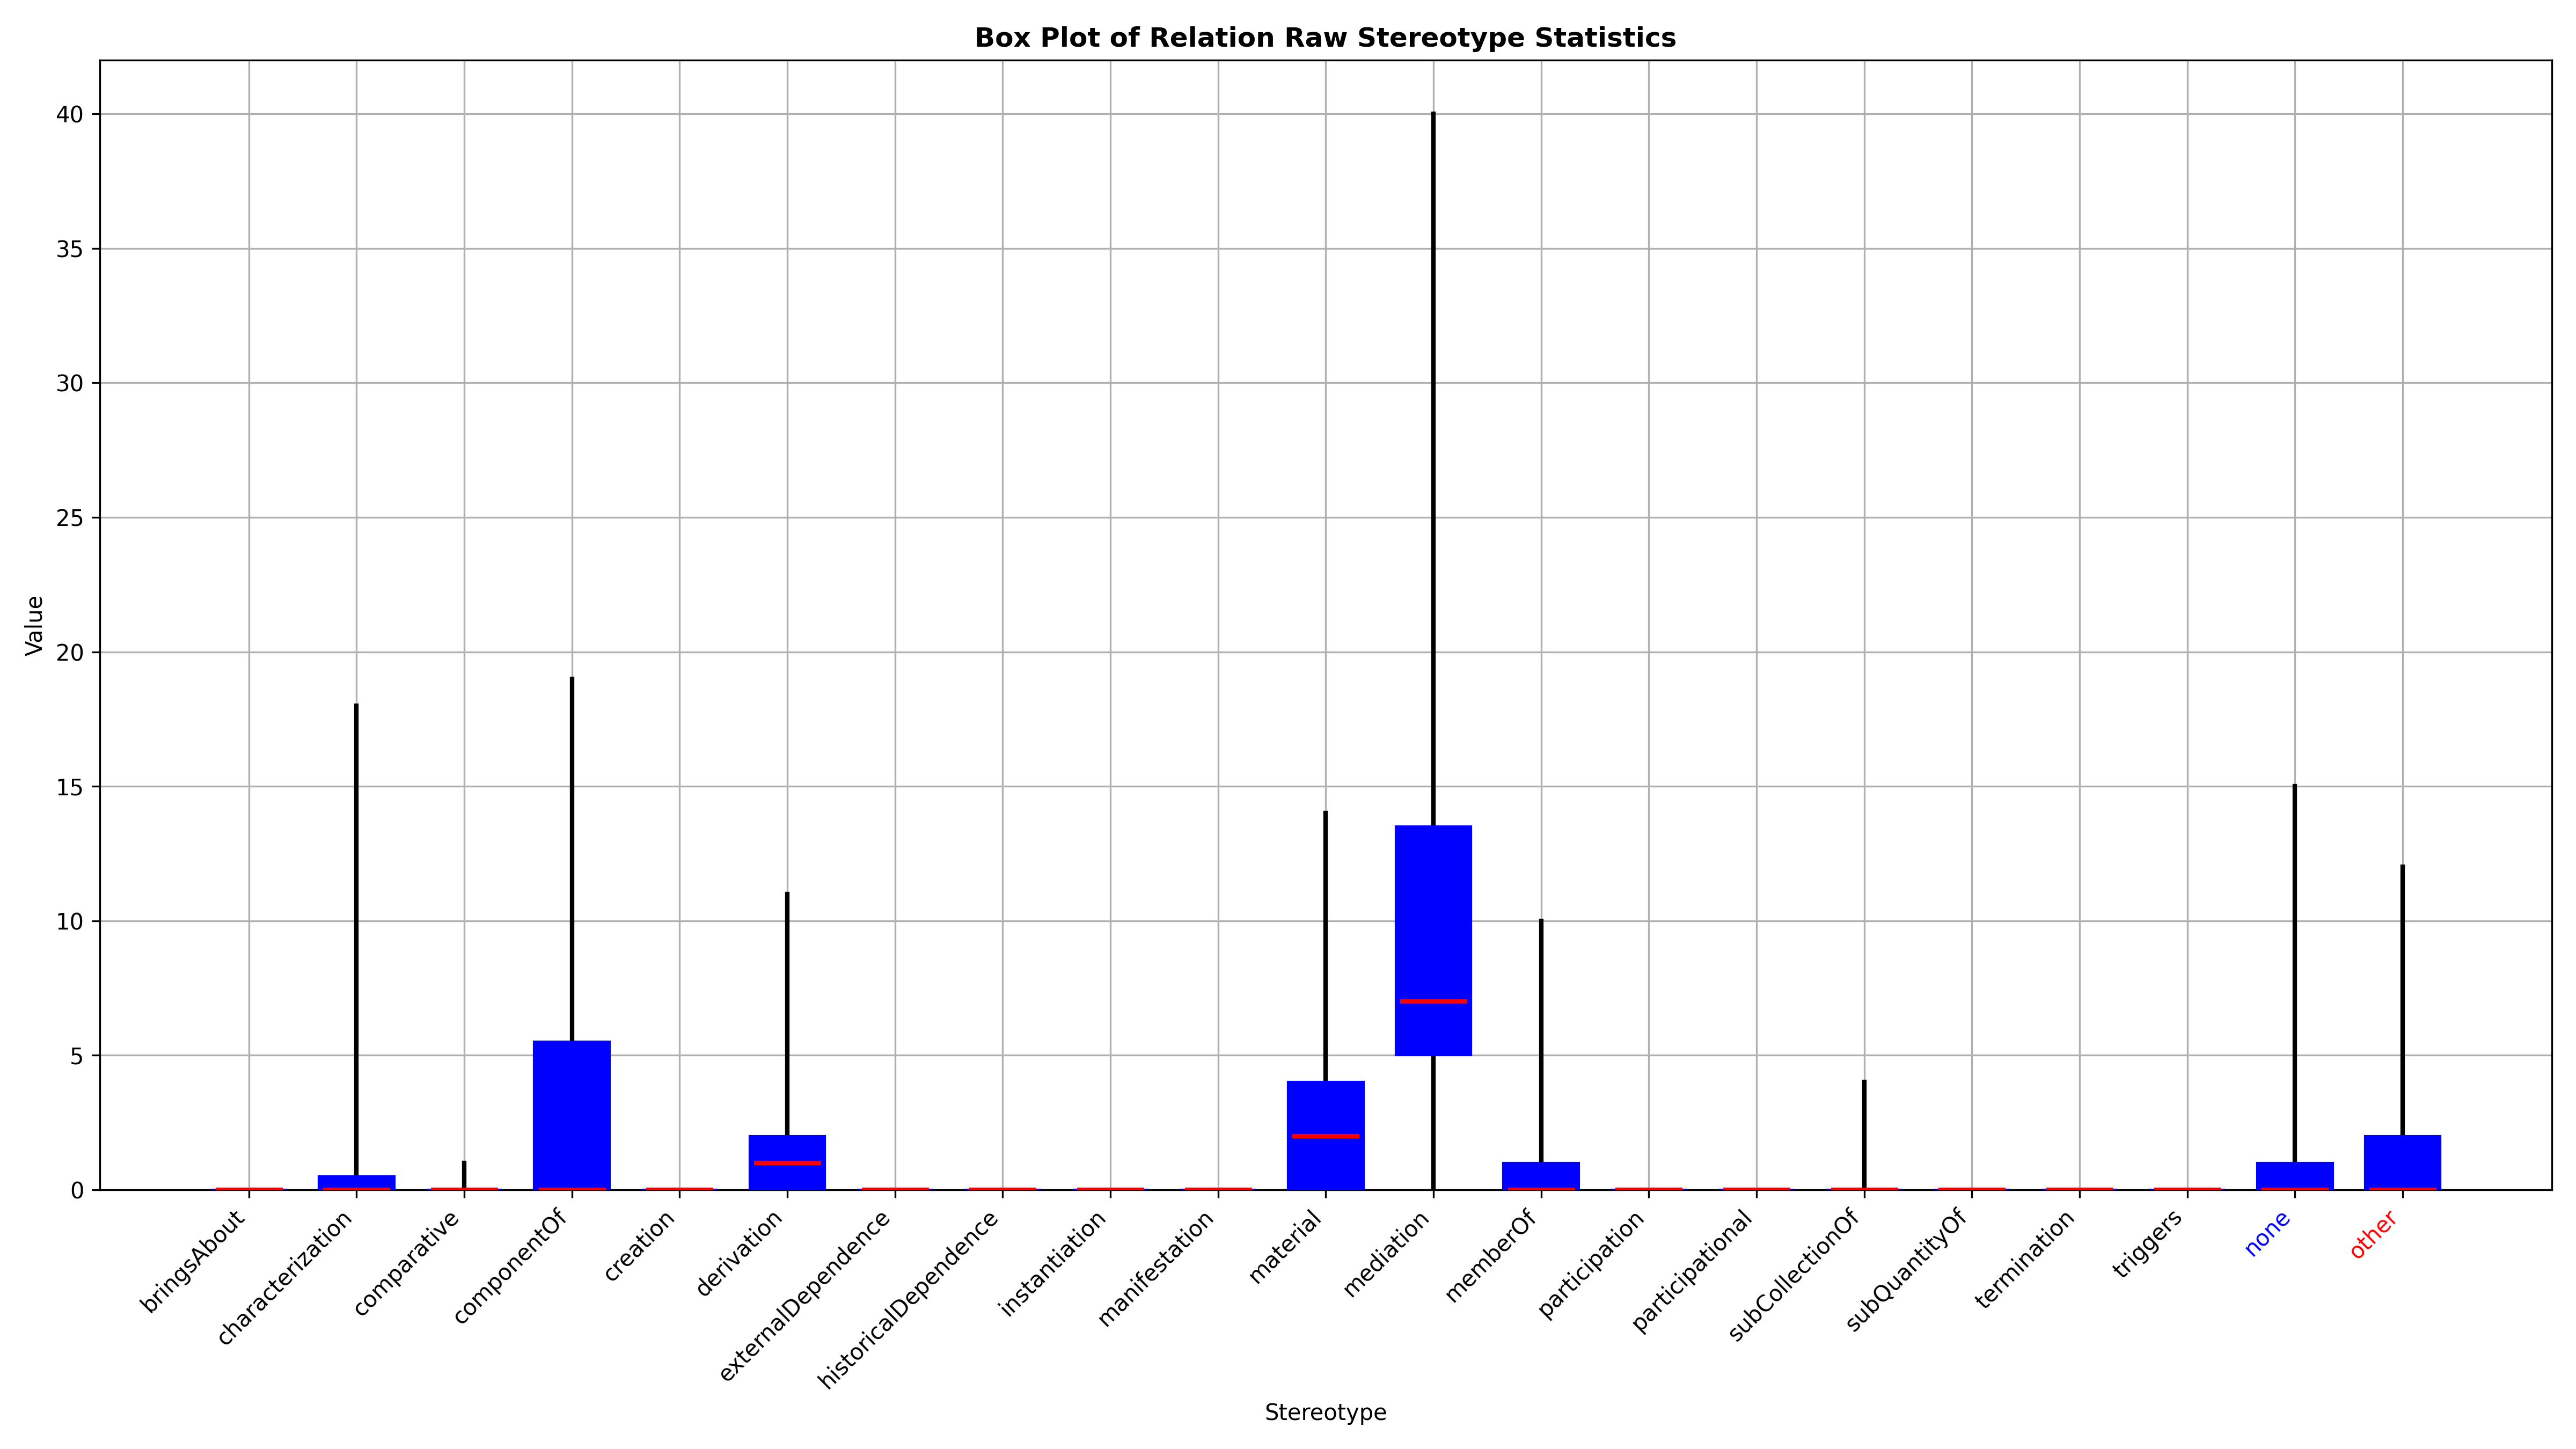 Box Plot of Relation Raw Stereotype Statistics
40
35
30
25
20
15
10
5
0
Value
bringsAbout
characterization
comparative
componentOf
creation
derivation
externalDependence
historicalDependence
instantiation
manifestation
material
mediation
memberOf
participation
participational
subCollectionOf
subQuantityOf
termination
triggers
none
other
Stereotype